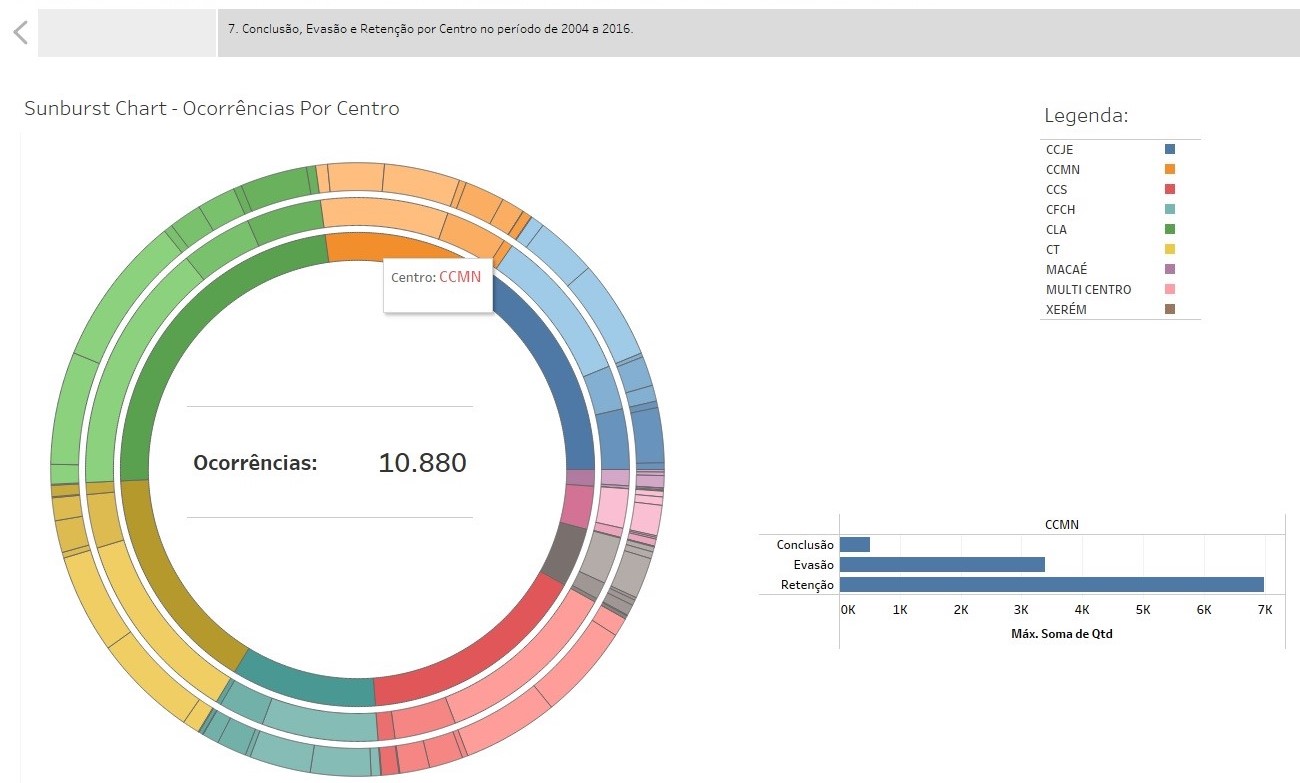 7. Conclusão, Evasão e Retenção por Centro no período de 2004 a 2016.
Sunburst Chart - Ocorrências Por Centro
Legenda:
CCJE
CCMN
CCS
CFCH
CLA
CT
MACAÉ
MULTI CENTRO
XERÉM
Centro: CCMN
Ocorrências: 10.880
CCMN
Conclusão
Evasão
Retenção
0K 1K 2K 3K 4K 5K 6K 7K
Máx. Soma de Qtd